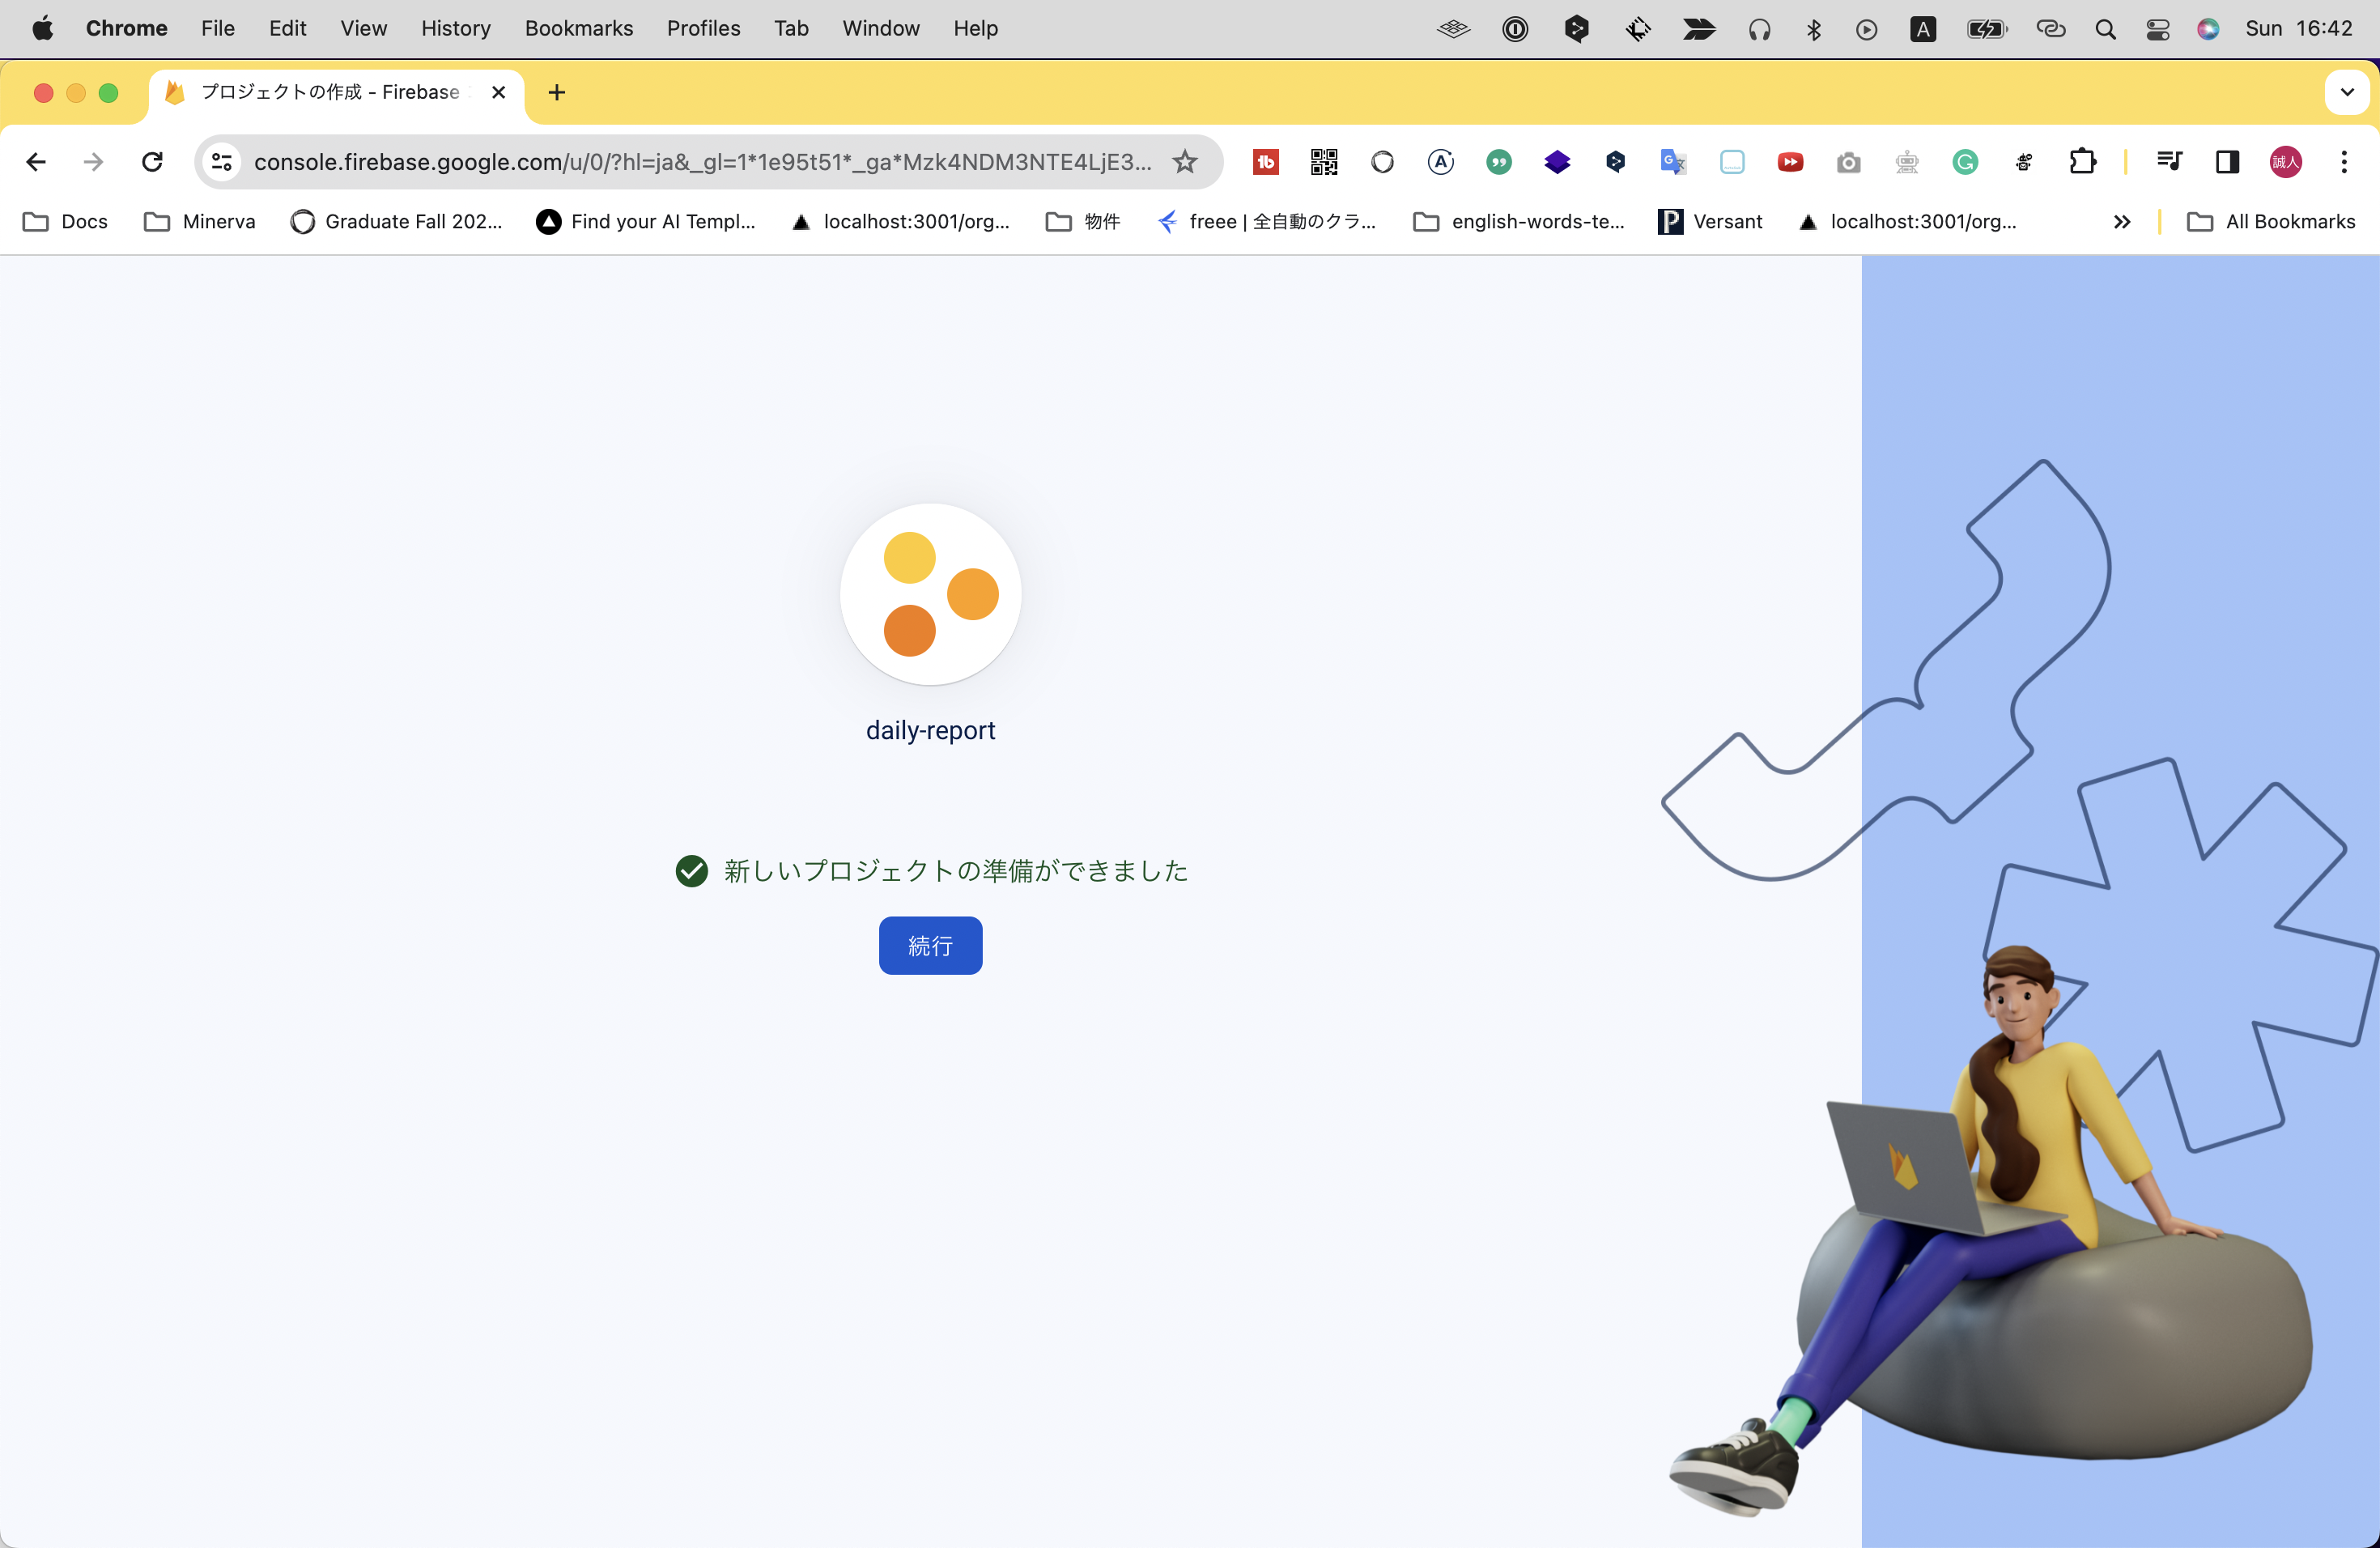 Chrome File Edit View History Bookmarks Profiles Tab Window Help A Sun 16:42
プロジェクトの作成 - Firebase
console.firebase.google.com/u/0/?hl=ja&_gl=1*1e95t51*_ga*Mzk4NDM3NTE4LjE3... 誠人
Docs Minerva Graduate Fall 202... Find your AI Templ... localhost:3001/org... 物件 freee | 全自動のクラ... english-words-te... Versant localhost:3001/org... All Bookmarks
daily-report
新しいプロジェクトの準備ができました
続行